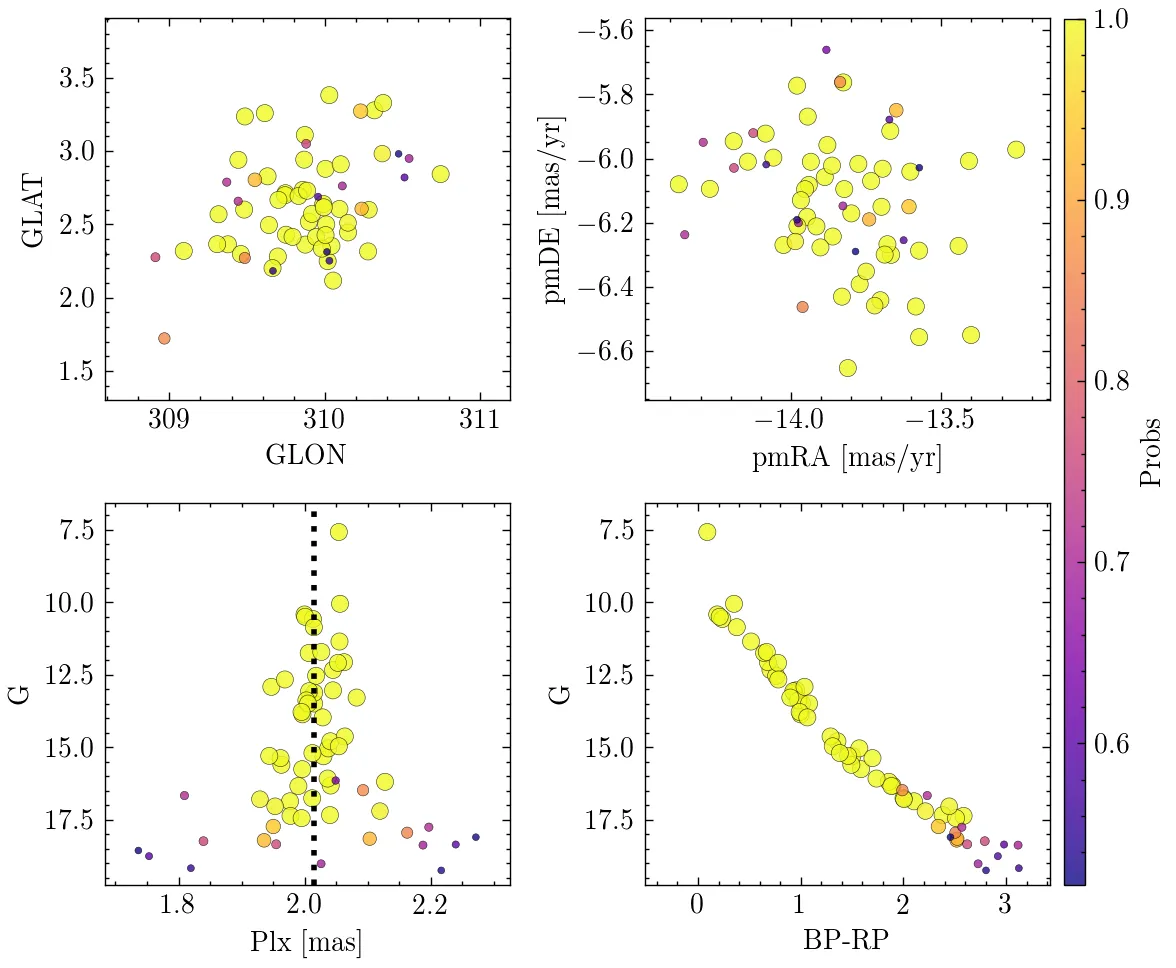 3.5
3.0
2.5
2.0
1.5
GLAT
309 310 311
GLON
−5.6
−5.8
−6.0
−6.2
−6.4
−6.6
pmDE [mas/yr]
−14.0 −13.5
pmRA [mas/yr]
1.0
0.9
0.8
0.7
0.6
Probs
7.5
10.0
12.5
15.0
17.5
G
1.8 2.0 2.2
Plx [mas]
7.5
10.0
12.5
15.0
17.5
G
0 1 2 3
BP-RP